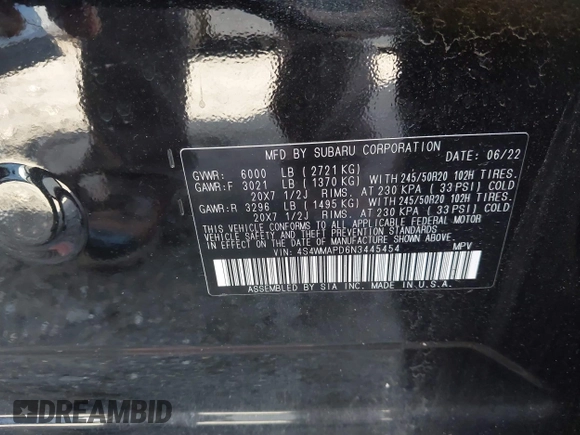 MFD BY SUBARU CORPORATION DATE: 06/22
GVWR: 6000 LB ( 2721 KG)
GAWR:F 3021 LB ( 1370 KG) WITH 245/50R20 102H TIRES.
20X7 1/2J RIMS. AT 230 KPA ( 33 PSI) COLD
GAWR:R 3296 LB ( 1495 KG) WITH 245/50R20 102H TIRES.
20X7 1/2J RIMS. AT 230 KPA ( 33 PSI) COLD
THIS VEHICLE CONFORMS TO ALL APPLICABLE FEDERAL MOTOR
VEHICLE SAFETY AND THEFT PREVENTION STANDARDS
IN EFFECT ON THE DATE OF MANUFACTURE SHOWN ABOVE.
VIN: 4S4WMAPD6N3445454 MPV
ASSEMBLED BY SIA INC. MADE IN U.S.A.
DREAMBID